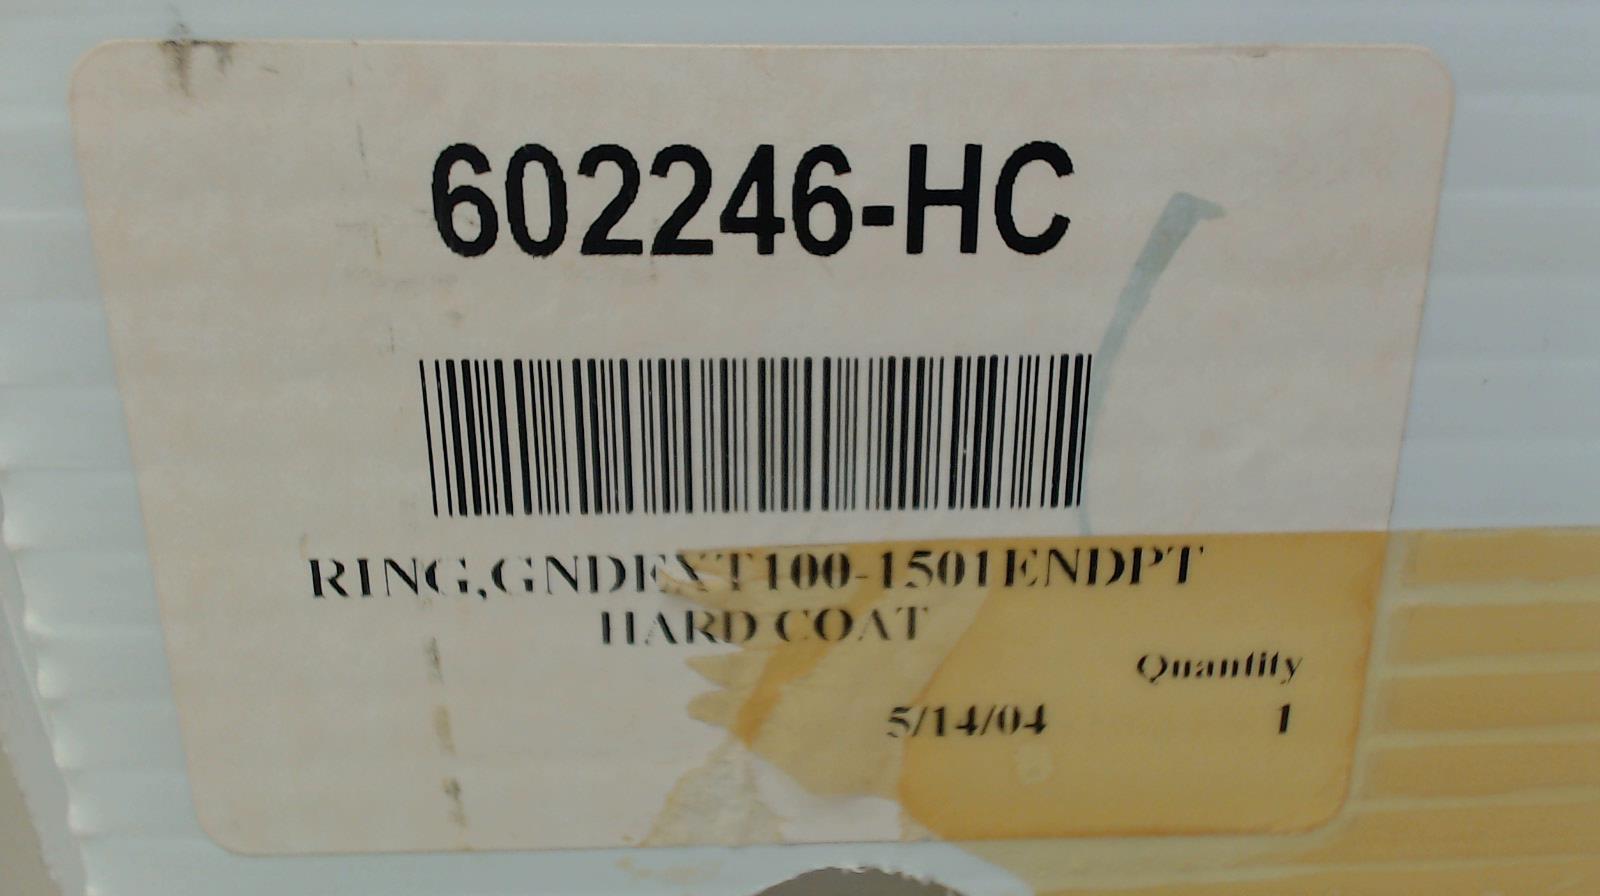 602246-HC
RING,GNDEXT100-1501ENDPT
HARD COAT
Quantity
5/14/04 1